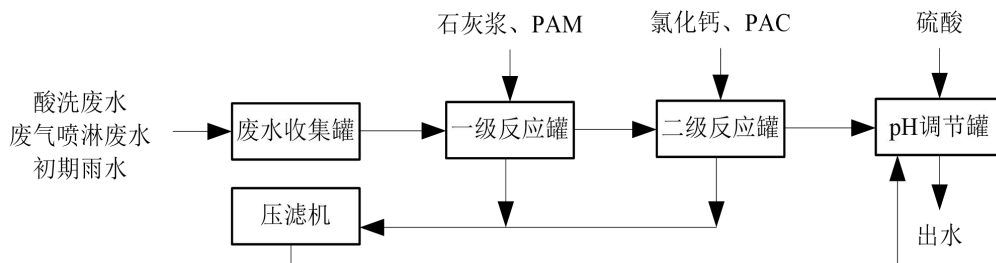 石灰浆、PAM
氯化钙、PAC
硫酸
酸洗废水
废气喷淋废水
初期雨水
废水收集罐
一级反应罐
二级反应罐
pH调节罐
压滤机
出水